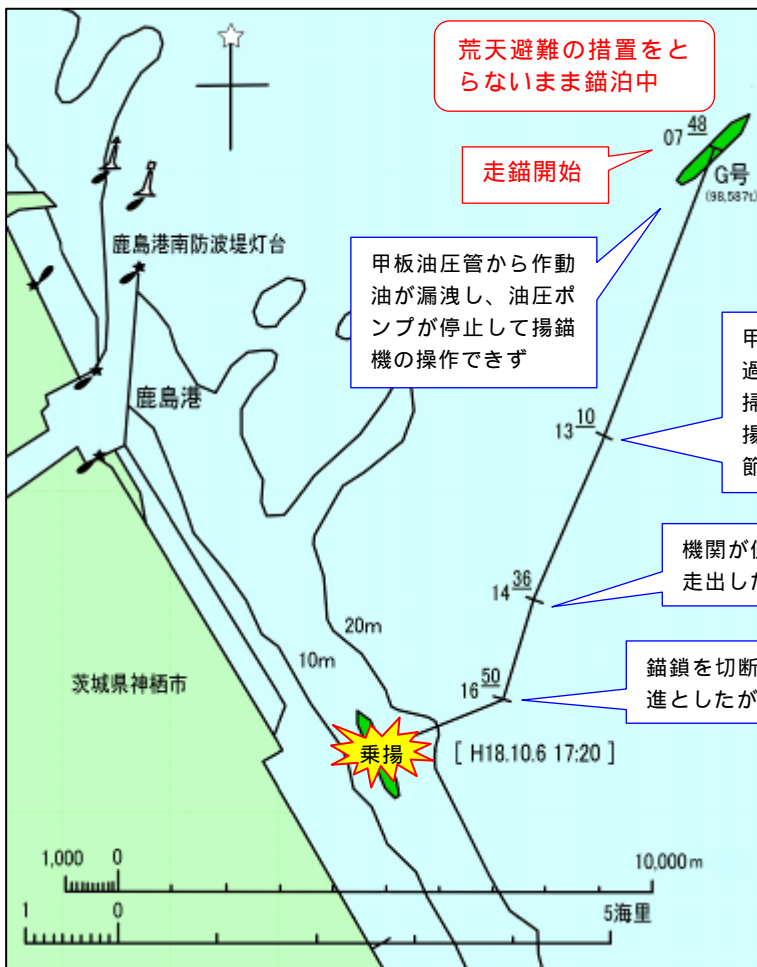 荒天避難の措置をと
らないまま錨泊中
07 48
走錨開始
G号
(98,587t)
鹿島港南防波堤灯台
甲板油圧管から作動
油が漏洩し、油圧ポ
ンプが停止して揚錨
機の操作できず
鹿島港
甲
過
掃
揚
節
13 10
機関が
走出した
14 36
20m
10m
錨鎖を切断
進としたが
茨城県神栖市
16 50
乗揚
[ H18.10.6 17:20 ]
1,000 0 10,000m
1 0 5海里